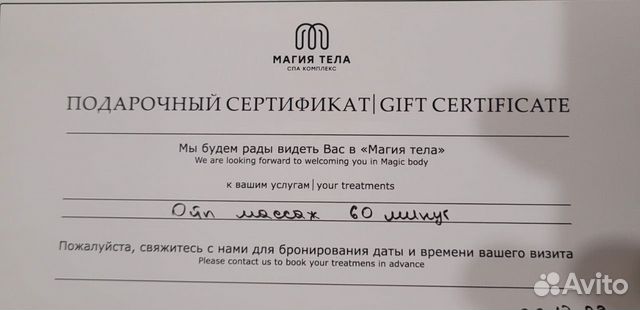 МАГИЯ ТЕЛА
СПА КОМПЛЕКС
ПОДАРОЧНЫЙ СЕРТИФИКАТ | GIFT CERTIFICATE
Мы будем рады видеть Вас в «Магия тела»
We are looking forward to welcoming you in Magic body
к вашим услугам | your treatments
Ойл массаж 60 минут
Пожалуйста, свяжитесь с нами для бронирования даты и времени вашего визита
Please contact us to book your treatmens in advance
Avito